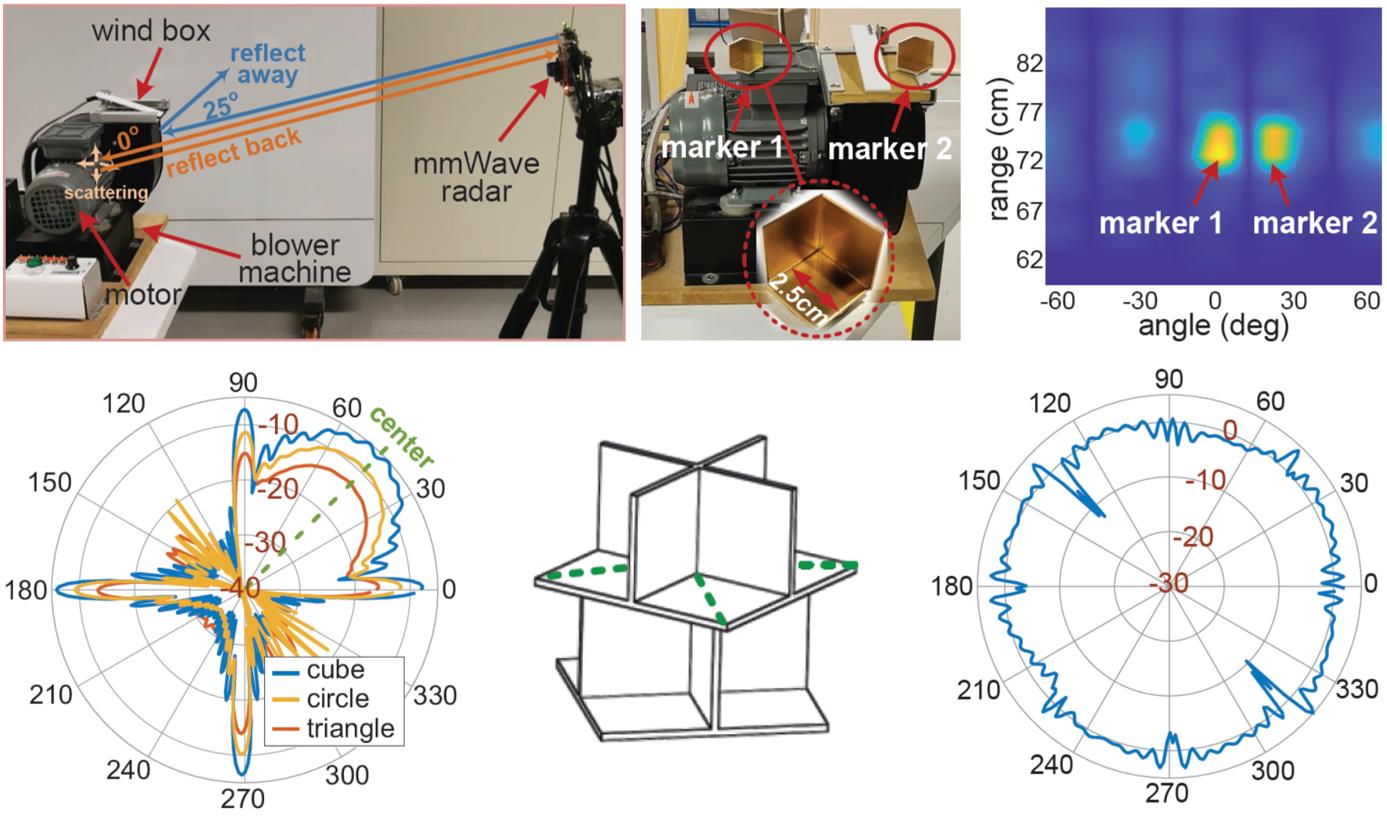 wind box
reflect
away
25°
0°
reflect back
scattering
mmWave
radar
blower
machine
motor
marker 1
marker 2
2.5cm
range (cm)
82
77
72
67
62
marker 1
marker 2
-60
-30
0
30
60
angle (deg)
90
120
60
center
-10
150
30
-20
-30
180
-40
0
cube
circle
triangle
210
330
240
300
270
90
120
60
0
150
30
-10
-20
180
-30
0
210
330
240
300
270